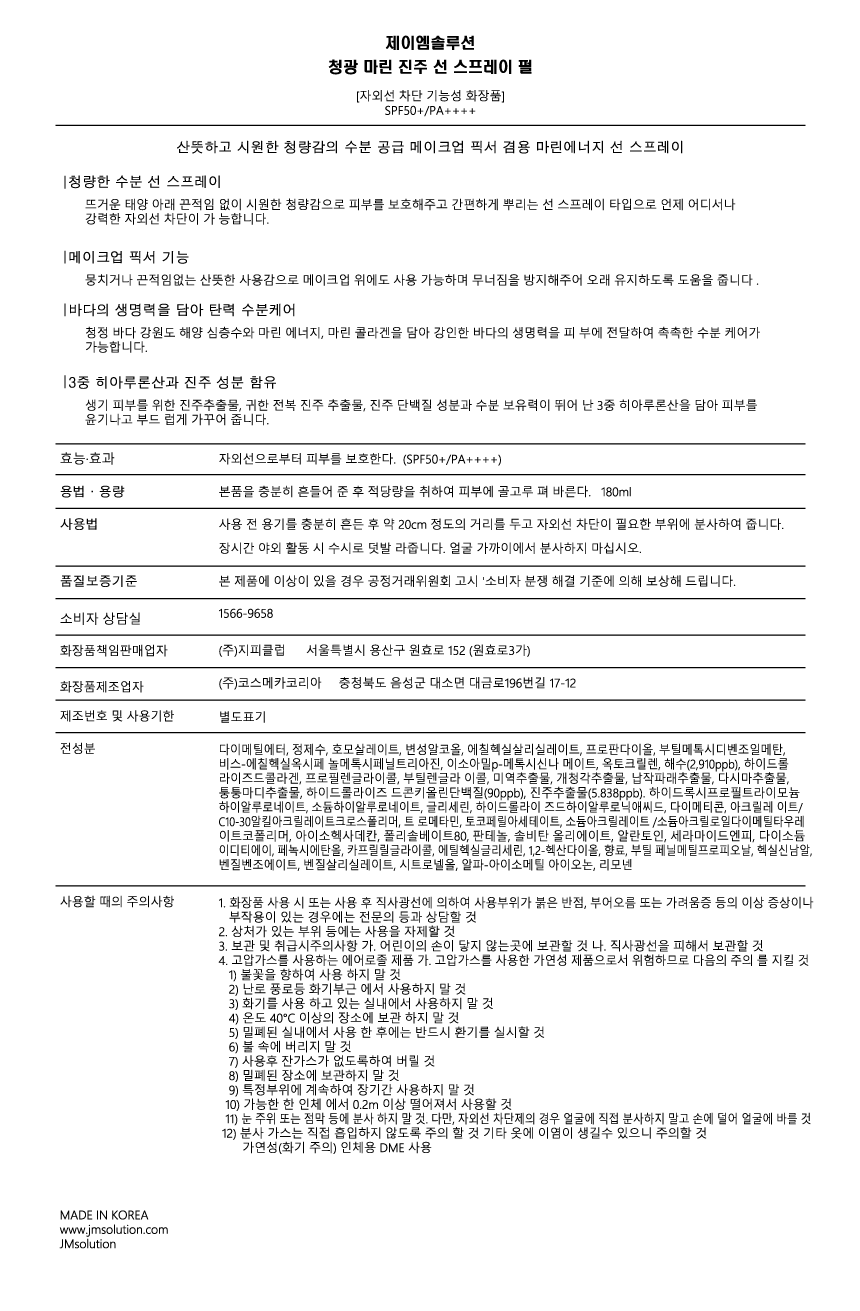 제이엠솔루션
청광 마린 진주 선 스프레이 펄
[자외선 차단 기능성 화장품]
SPF50+/PA++++
산뜻하고 시원한 청량감의 수분 공급 메이크업 픽서 겸용 마린에너지 선 스프레이
|청량한 수분 선 스프레이
뜨거운 태양 아래 끈적임 없이 시원한 청량감으로 피부를 보호해주고 간편하게 뿌리는 선 스프레이 타입으로 언제 어디서나
강력한 자외선 차단이 가 능합니다.
|메이크업 픽서 기능
뭉치거나 끈적임없는 산뜻한 사용감으로 메이크업 위에도 사용 가능하며 무너짐을 방지해주어 오래 유지하도록 도움을 줍니다 .
|바다의 생명력을 담아 탄력 수분케어
청정 바다 강원도 해양 심층수와 마린 에너지, 마린 콜라겐을 담아 강인한 바다의 생명력을 피 부에 전달하여 촉촉한 수분 케어가
가능합니다.
|3중 히아루론산과 진주 성분 함유
생기 피부를 위한 진주추출물, 귀한 전복 진주 추출물, 진주 단백질 성분과 수분 보유력이 뛰어 난 3중 히아루론산을 담아 피부를
윤기나고 부드 럽게 가꾸어 줍니다.
효능·효과 자외선으로부터 피부를 보호한다. (SPF50+/PA++++)
용법 · 용량 본품을 충분히 흔들어 준 후 적당량을 취하여 피부에 골고루 펴 바른다. 180ml
사용법 사용 전 용기를 충분히 흔든 후 약 20cm 정도의 거리를 두고 자외선 차단이 필요한 부위에 분사하여 줍니다.
장시간 야외 활동 시 수시로 덧발 라줍니다. 얼굴 가까이에서 분사하지 마십시오.
품질보증기준 본 제품에 이상이 있을 경우 공정거래위원회 고시 '소비자 분쟁 해결 기준에 의해 보상해 드립니다.
소비자 상담실 1566-9658
화장품책임판매업자 (주)지피클럽 서울특별시 용산구 원효로 152 (원효로3가)
화장품제조업자 (주)코스메카코리아 충청북도 음성군 대소면 대금로196번길 17-12
제조번호 및 사용기한 별도표기
전성분 다이메틸에터, 정제수, 호모살레이트, 변성알코올, 에칠헥실살리실레이트, 프로판다이올, 부틸메톡시디벤조일메탄,
비스-에칠헥실옥시페 놀메톡시페닐트리아진, 이소아밀p-메톡시신나 메이트, 옥토크릴렌, 해수(2,910ppb), 하이드롤
라이즈드콜라겐, 프로필렌글라이콜, 부틸렌글라 이콜, 미역추출물, 개청각추출물, 납작파래추출물, 다시마추출물,
통통마디추출물, 하이드롤라이즈 드콘키올린단백질(90ppb), 진주추출물(5.838ppb). 하이드록시프로필트라이모늄
하이알루로네이트, 소듐하이알루로네이트, 글리세린, 하이드롤라이 즈드하이알루로닉애씨드, 다이메티콘, 아크릴레 이트/
C10-30알킬아크릴레이트크로스폴리머, 트 로메타민, 토코페릴아세테이트, 소듐아크릴레이트 /소듐아크릴로일다이메틸타우레
이트코폴리머, 아이소헥사데칸, 폴리솔베이트80, 판테놀, 솔비탄 올리에이트, 알란토인, 세라마이드엔피, 다이소듐
이디티에이, 페녹시에탄올, 카프릴릴글라이콜, 에틸헥실글리세린, 1,2-헥산다이올, 향료, 부틸 페닐메틸프로피오날, 헥실신남알,
벤질벤조에이트, 벤질살리실레이트, 시트로넬올, 알파-아이소메틸 아이오논, 리모넨
사용할 때의 주의사항 1. 화장품 사용 시 또는 사용 후 직사광선에 의하여 사용부위가 붉은 반점, 부어오름 또는 가려움증 등의 이상 증상이나
부작용이 있는 경우에는 전문의 등과 상담할 것
2. 상처가 있는 부위 등에는 사용을 자제할 것
3. 보관 및 취급시주의사항 가. 어린이의 손이 닿지 않는곳에 보관할 것 나. 직사광선을 피해서 보관할 것
4. 고압가스를 사용하는 에어로졸 제품 가. 고압가스를 사용한 가연성 제품으로서 위험하므로 다음의 주의 를 지킬 것
1) 불꽃을 향하여 사용 하지 말 것
2) 난로 풍로등 화기부근 에서 사용하지 말 것
3) 화기를 사용 하고 있는 실내에서 사용하지 말 것
4) 온도 40℃ 이상의 장소에 보관 하지 말 것
5) 밀폐된 실내에서 사용 한 후에는 반드시 환기를 실시할 것
6) 불 속에 버리지 말 것
7) 사용후 잔가스가 없도록하여 버릴 것
8) 밀폐된 장소에 보관하지 말 것
9) 특정부위에 계속하여 장기간 사용하지 말 것
10) 가능한 한 인체 에서 0.2m 이상 떨어져서 사용할 것
11) 눈 주위 또는 점막 등에 분사 하지 말 것. 다만, 자외선 차단제의 경우 얼굴에 직접 분사하지 말고 손에 덜어 얼굴에 바를 것
12) 분사 가스는 직접 흡입하지 않도록 주의 할 것 기타 옷에 이염이 생길수 있으니 주의할 것
가연성(화기 주의) 인체용 DME 사용
MADE IN KOREA
www.jmsolution.com
JMsolution